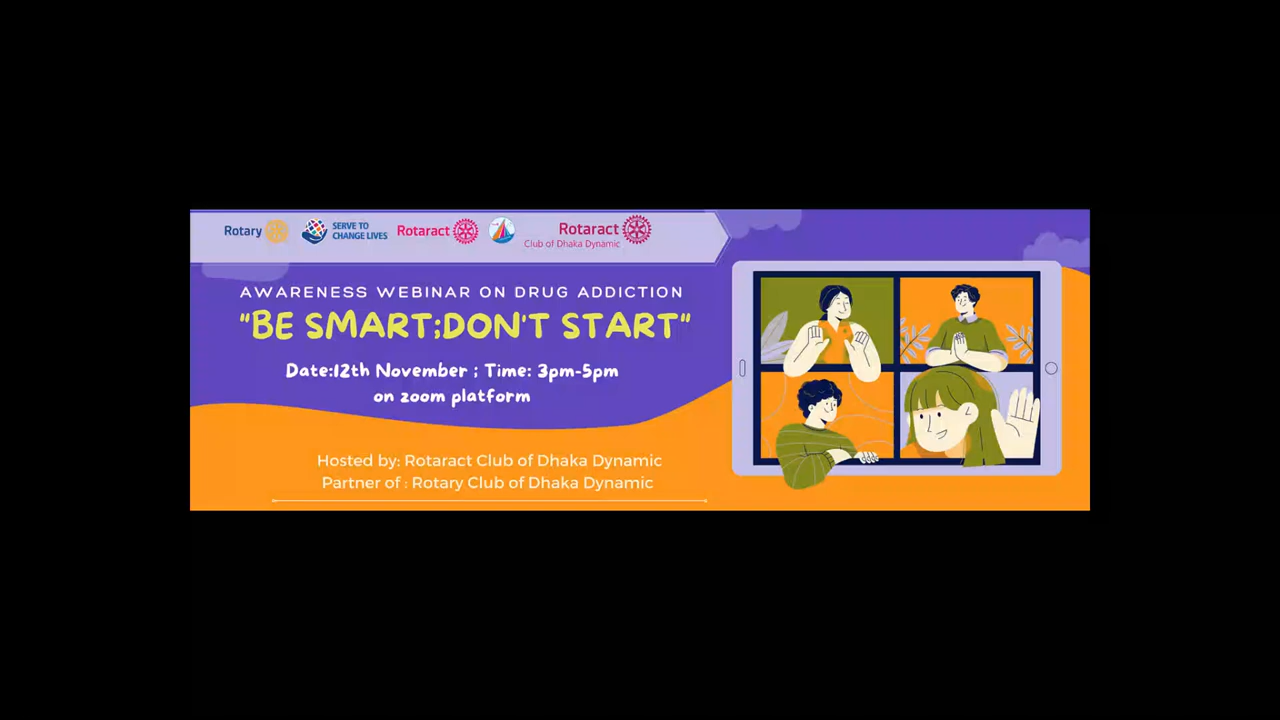 Rotary
SERVE TO
CHANGE LIVES
Rotaract
Rotaract
Club of Dhaka Dynamic
AWARENESS WEBINAR ON DRUG ADDICTION
"BE SMART;DON'T START"
Date:12th November ; Time: 3pm-5pm
on zoom platform
Hosted by: Rotaract Club of Dhaka Dynamic
Partner of : Rotary Club of Dhaka Dynamic